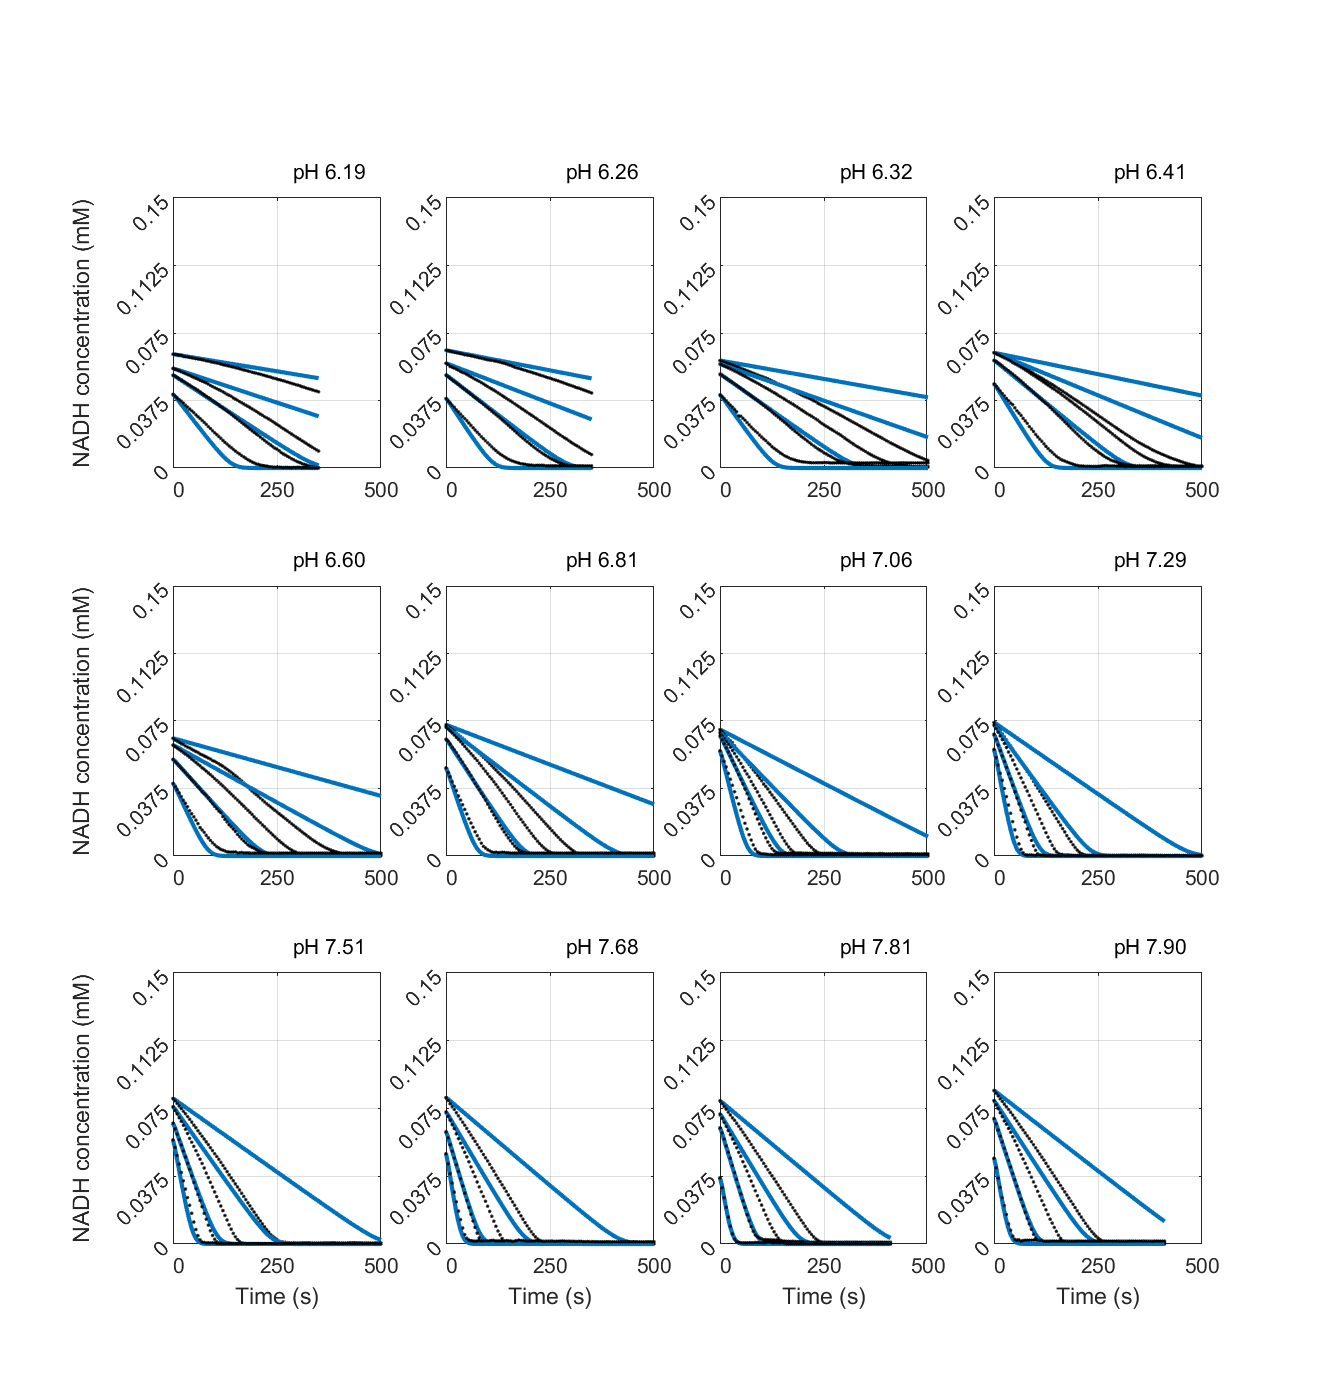 pH 6.19 pH 6.26 pH 6.32 pH 6.41
NADH concentration (mM)
0.15 0.15 0.15 0.15
0.1125 0.1125 0.1125 0.1125
0.075 0.075 0.075 0.075
0.0375 0.0375 0.0375 0.0375
0 0 0 0
0 250 500 0 250 500 0 250 500 0 250 500
pH 6.60 pH 6.81 pH 7.06 pH 7.29
NADH concentration (mM)
0.15 0.15 0.15 0.15
0.1125 0.1125 0.1125 0.1125
0.075 0.075 0.075 0.075
0.0375 0.0375 0.0375 0.0375
0 0 0 0
0 250 500 0 250 500 0 250 500 0 250 500
pH 7.51 pH 7.68 pH 7.81 pH 7.90
NADH concentration (mM)
0.15 0.15 0.15 0.15
0.1125 0.1125 0.1125 0.1125
0.075 0.075 0.075 0.075
0.0375 0.0375 0.0375 0.0375
0 0 0 0
0 250 500 0 250 500 0 250 500 0 250 500
Time (s) Time (s) Time (s) Time (s)